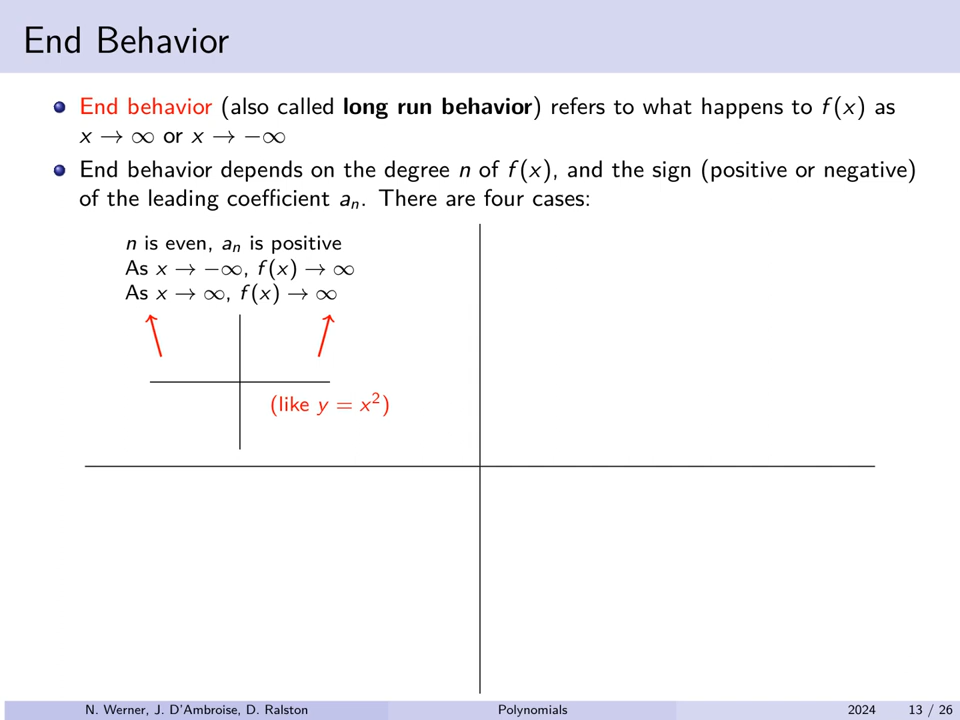 End Behavior
End behavior (also called long run behavior) refers to what happens to f(x) as
x → ∞ or x → −∞
End behavior depends on the degree n of f(x), and the sign (positive or negative)
of the leading coefficient aₙ. There are four cases:
n is even, aₙ is positive
As x → −∞, f(x) → ∞
As x → ∞, f(x) → ∞
(like y = x²)
N. Werner, J. D'Ambroise, D. Ralston
Polynomials
2024
13 / 26